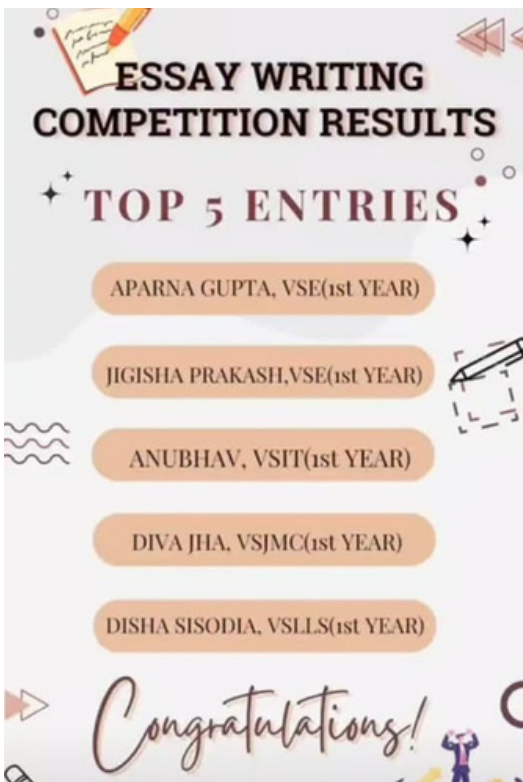 ESSAY WRITING
COMPETITION RESULTS
TOP 5 ENTRIES
APARNA GUPTA, VSE(1st YEAR)
JIGISHA PRAKASH,VSE(1st YEAR)
ANUBHAV, VSIT(1st YEAR)
DIVA JHA, VSJMC(1st YEAR)
DISHA SISODIA, VSLLS(1st YEAR)
Congratulations!